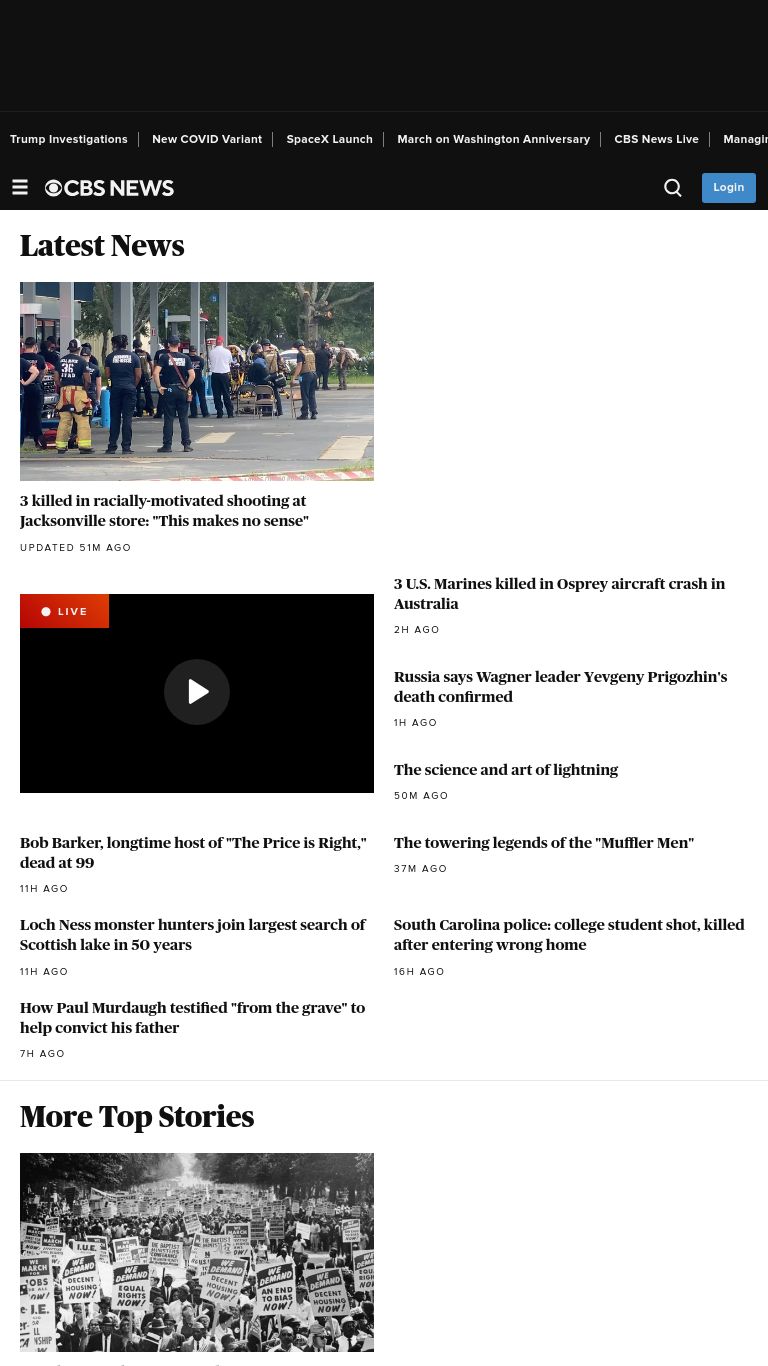 Trump Investigations New COVID Variant SpaceX Launch March on Washington Anniversary CBS News Live Managin
CBS NEWS
Login
Latest News
36
3 killed in racially-motivated shooting at
Jacksonville store: "This makes no sense"
UPDATED 51M AGO
LIVE
3 U.S. Marines killed in Osprey aircraft crash in
Australia
2H AGO
Russia says Wagner leader Yevgeny Prigozhin's
death confirmed
1H AGO
The science and art of lightning
50M AGO
Bob Barker, longtime host of "The Price is Right,"
dead at 99
11H AGO
The towering legends of the "Muffler Men"
37M AGO
Loch Ness monster hunters join largest search of
Scottish lake in 50 years
11H AGO
South Carolina police: college student shot, killed
after entering wrong home
16H AGO
How Paul Murdaugh testified "from the grave" to
help convict his father
7H AGO
More Top Stories
I.U.E.
WE
DEMAND
DECENT
HOUSING
NOW!
WE
DEMAND
EQUAL
RIGHTS
NOW!
WE
DEMAND
DECENT
HOUSING
NOW!
WE
DEMAND
AN END
TO BIAS
NOW!
WE
DEMAND
DECENT
HOUSING
NOW!